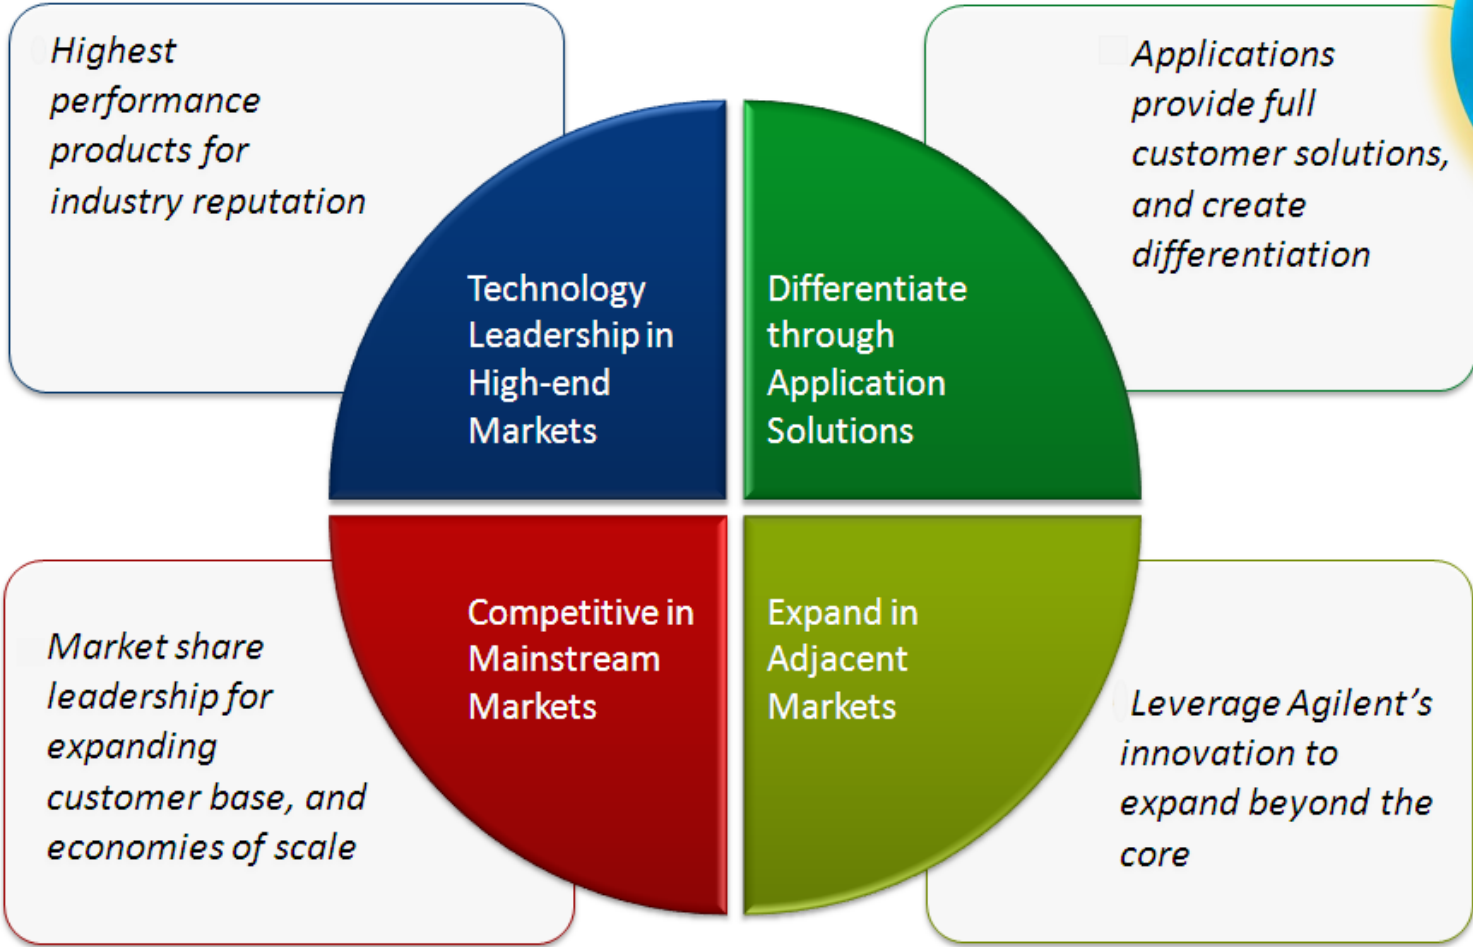 Highest
performance
products for
industry reputation
Applications
provide full
customer solutions,
and create
differentiation
Technology
Leadership in
High-end
Markets
Differentiate
through
Application
Solutions
Competitive in
Mainstream
Markets
Expand in
Adjacent
Markets
Market share
leadership for
expanding
customer base, and
economies of scale
Leverage Agilent’s
innovation to
expand beyond the
core